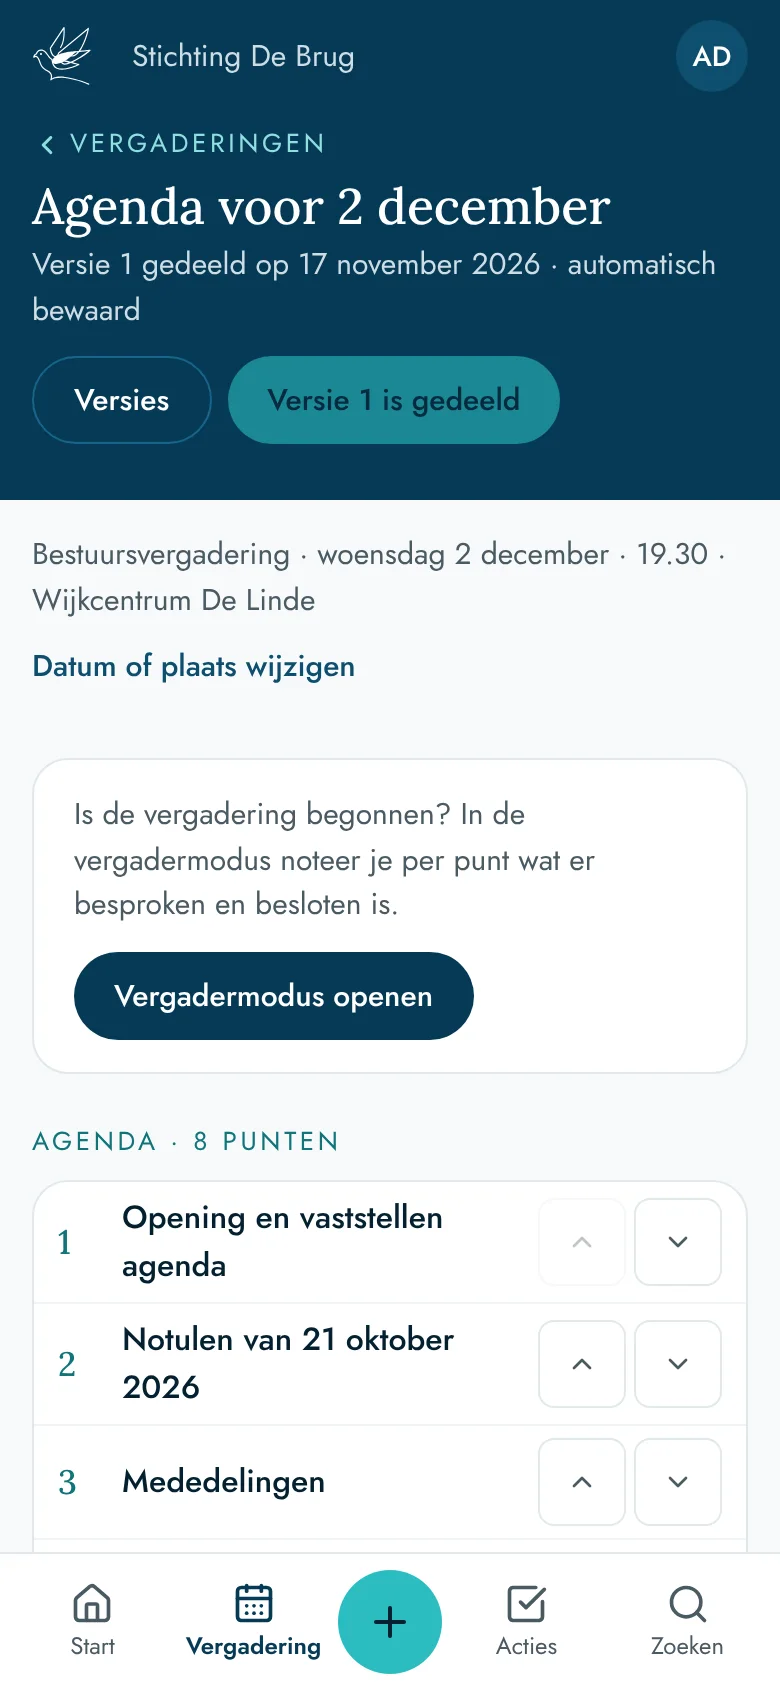 Stichting De Brug
AD
VERGADERINGEN
Agenda voor 2 december
Versie 1 gedeeld op 17 november 2026 · automatisch
bewaard
Versies
Versie 1 is gedeeld
Bestuursvergadering · woensdag 2 december · 19.30 ·
Wijkcentrum De Linde
Datum of plaats wijzigen
Is de vergadering begonnen? In de
vergadermodus noteer je per punt wat er
besproken en besloten is.
Vergadermodus openen
AGENDA · 8 PUNTEN
1
Opening en vaststellen
agenda
2
Notulen van 21 oktober
2026
3
Mededelingen
Start
Vergadering
Acties
Zoeken